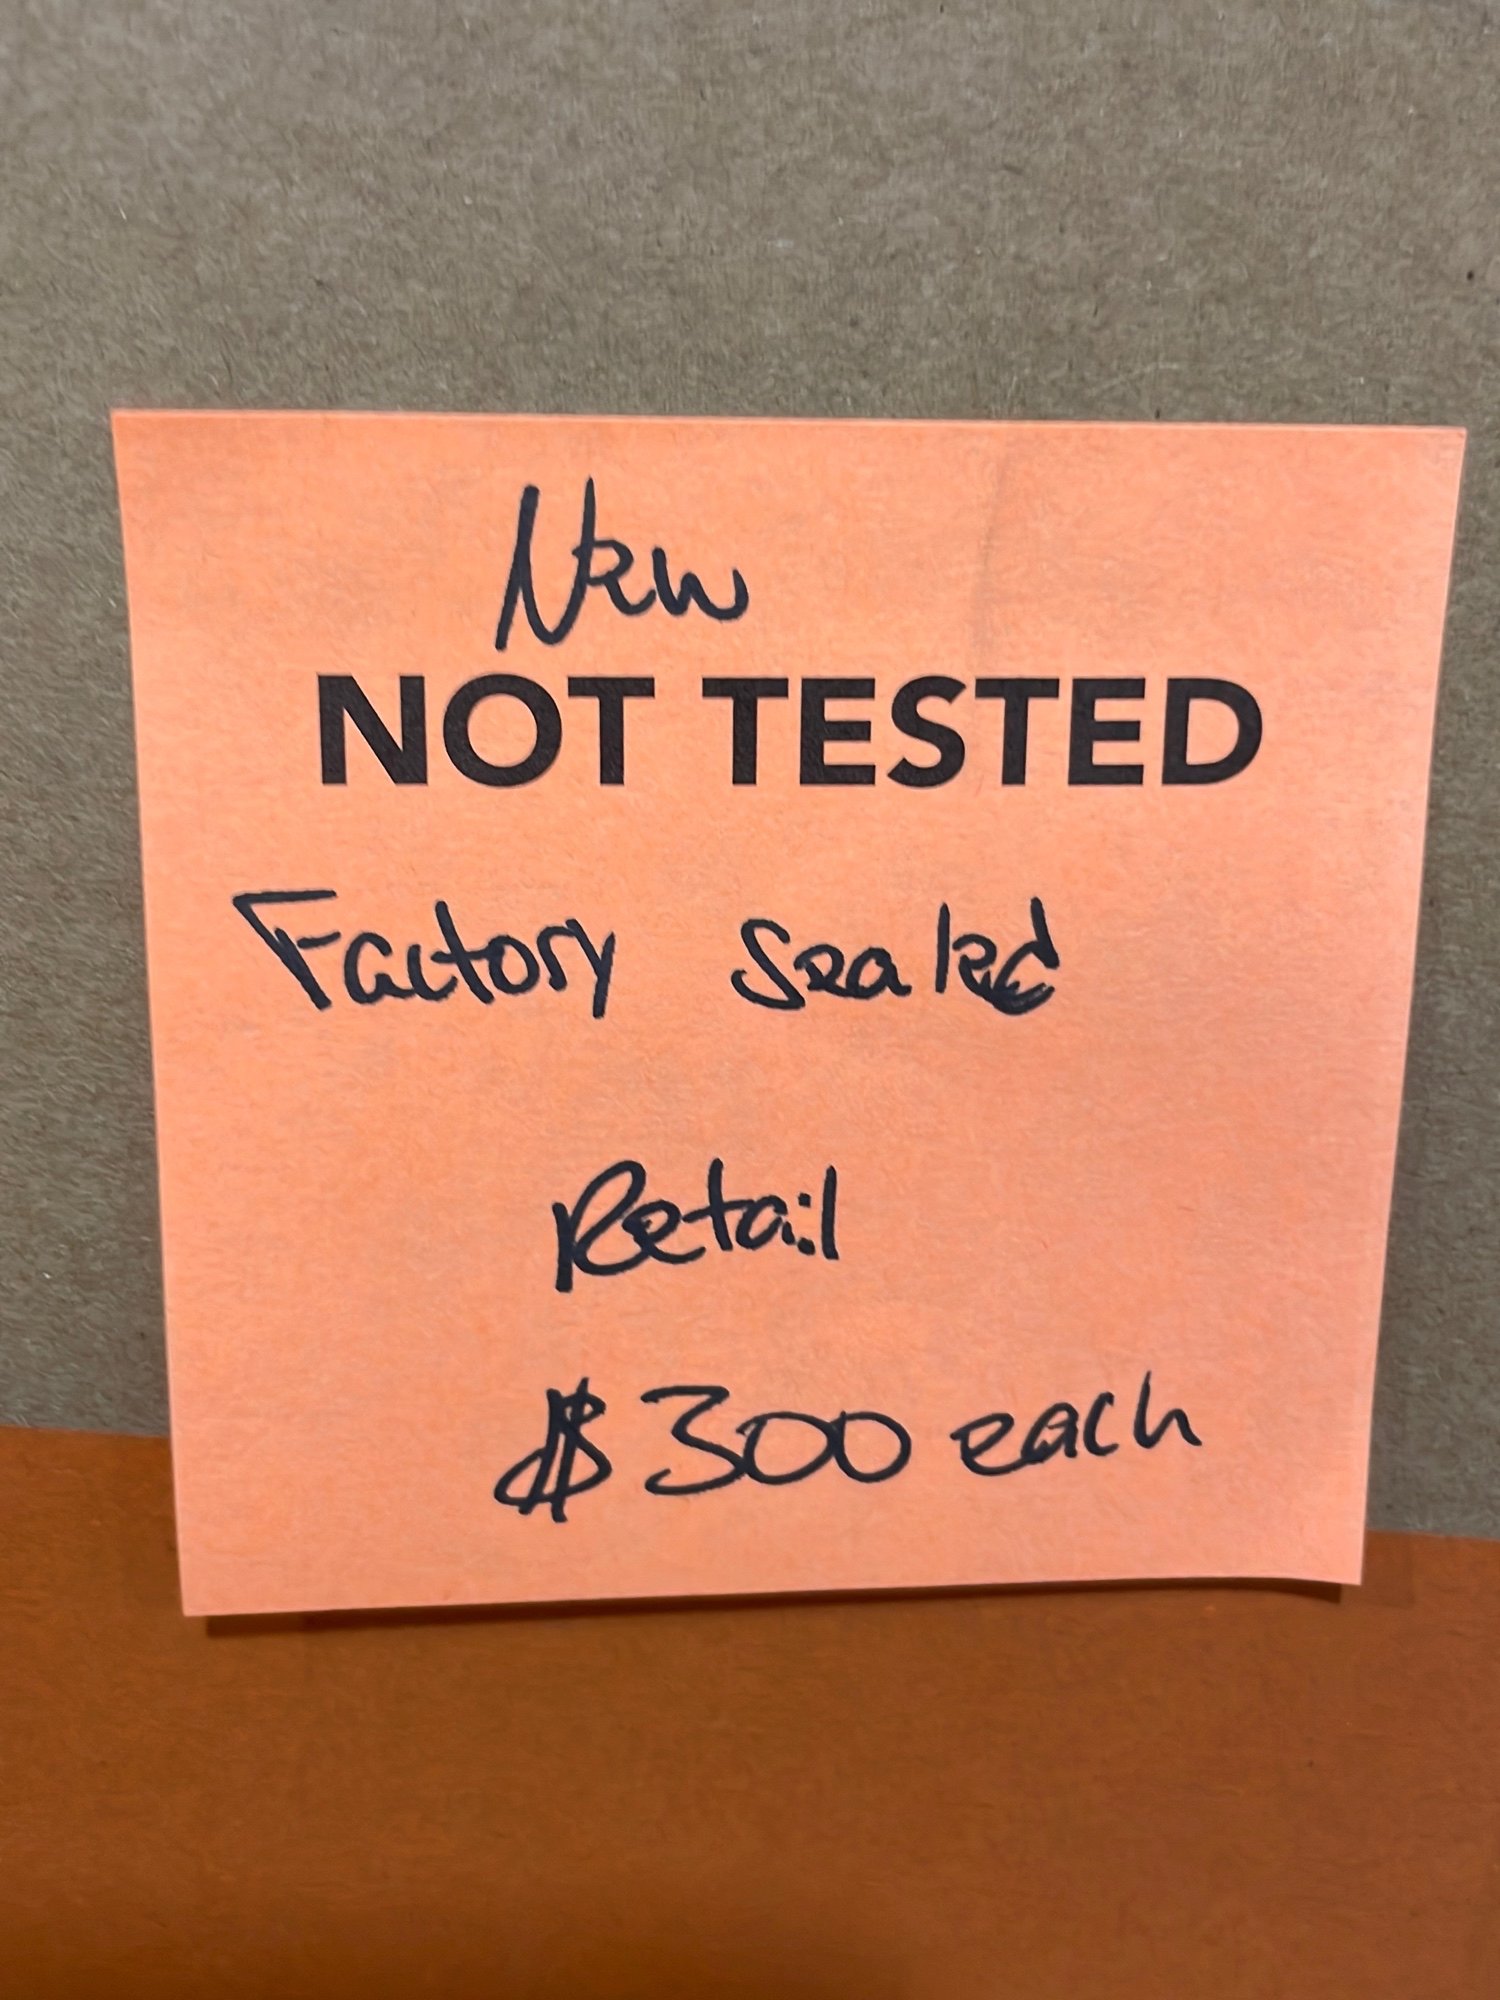 New
NOT TESTED
Factory Sealed
Retail
$300 each